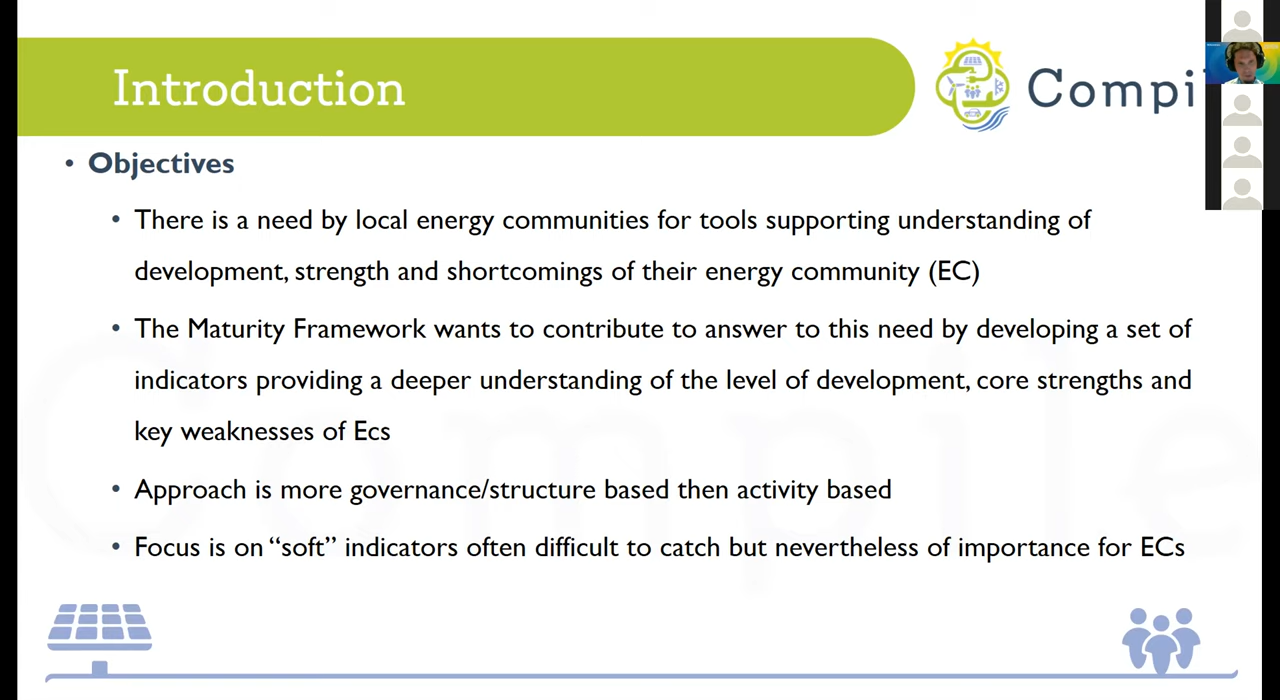 Introduction
Compil
• Objectives
• There is a need by local energy communities for tools supporting understanding of
development, strength and shortcomings of their energy community (EC)
• The Maturity Framework wants to contribute to answer to this need by developing a set of
indicators providing a deeper understanding of the level of development, core strengths and
key weaknesses of Ecs
• Approach is more governance/structure based then activity based
• Focus is on “soft” indicators often difficult to catch but nevertheless of importance for ECs
Compile